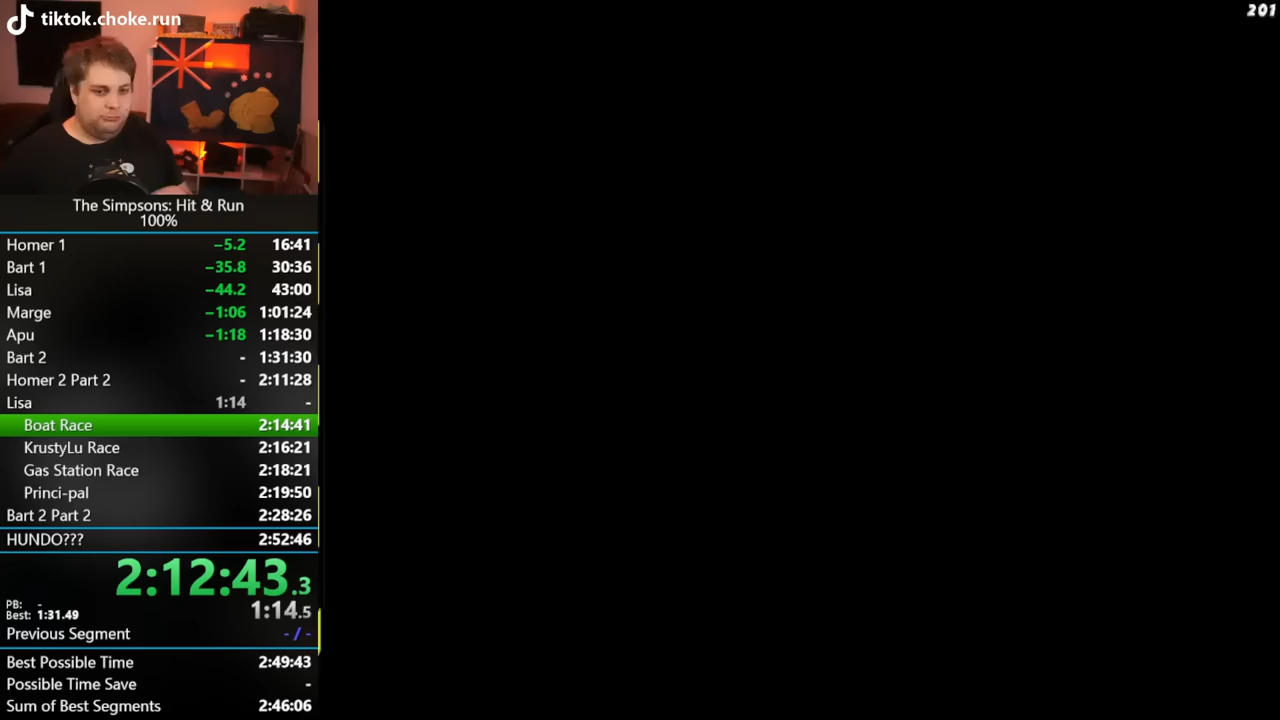 tiktok.choke.run
201
The Simpsons: Hit & Run
100%
Homer 1 −5.2 16:41
Bart 1 −35.8 30:36
Lisa −44.2 43:00
Marge −1:06 1:01:24
Apu −1:18 1:18:30
Bart 2 - 1:31:30
Homer 2 Part 2 - 2:11:28
Lisa 1:14 -
Boat Race 2:14:41
KrustyLu Race 2:16:21
Gas Station Race 2:18:21
Princi-pal 2:19:50
Bart 2 Part 2 2:28:26
HUNDO??? 2:52:46
2:12:43.3
PB: -
Best: 1:31.49 1:14.5
Previous Segment - / -
Best Possible Time 2:49:43
Possible Time Save -
Sum of Best Segments 2:46:06